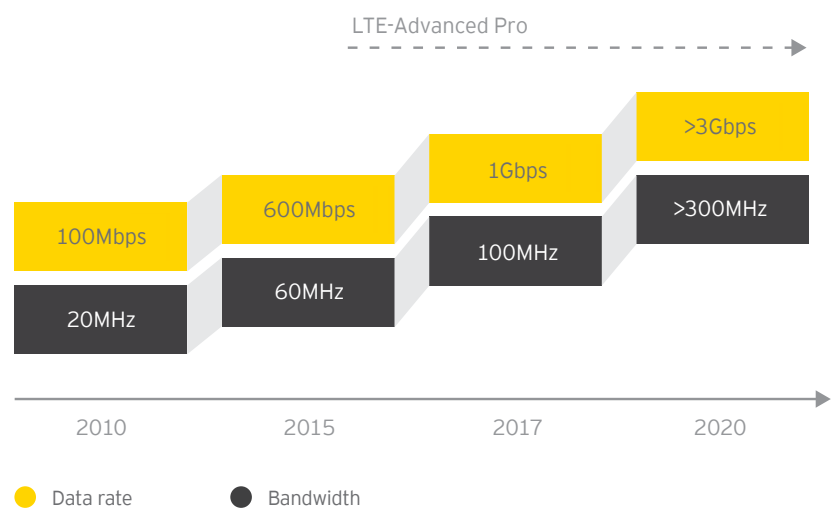 LTE-Advanced Pro
>3Gbps
1Gbps
600Mbps
100Mbps
>300MHz
100MHz
60MHz
20MHz
2010 2015 2017 2020
Data rate Bandwidth